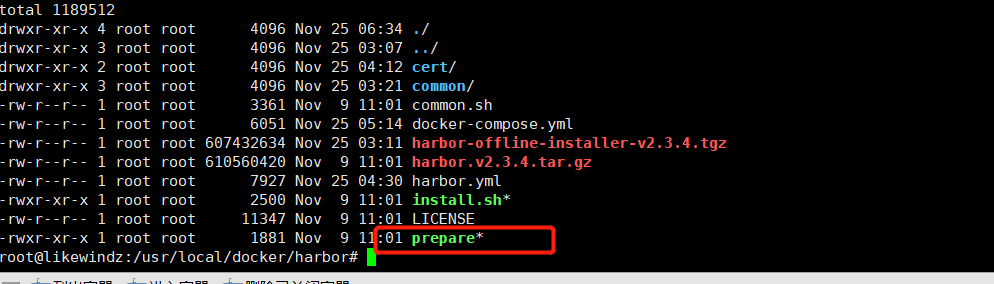 total 1189512
drwxr-xr-x 4 root root      4096 Nov 25 06:34 ./
drwxr-xr-x 3 root root      4096 Nov 25 03:07 ../
drwxr-xr-x 2 root root      4096 Nov 25 04:12 cert/
drwxr-xr-x 3 root root      4096 Nov 25 03:21 common/
-rw-r--r-- 1 root root      3361 Nov  9 11:01 common.sh
-rw-r--r-- 1 root root      6051 Nov 25 05:14 docker-compose.yml
-rw-r--r-- 1 root root 607432634 Nov 25 03:11 harbor-offline-installer-v2.3.4.tgz
-rw-r--r-- 1 root root 610560420 Nov  9 11:01 harbor.v2.3.4.tar.gz
-rw-r--r-- 1 root root      7927 Nov 25 04:30 harbor.yml
-rwxr-xr-x 1 root root      2500 Nov  9 11:01 install.sh*
-rw-r--r-- 1 root root     11347 Nov  9 11:01 LICENSE
-rwxr-xr-x 1 root root      1881 Nov  9 11:01 prepare*
root@likewindz:/usr/local/docker/harbor#